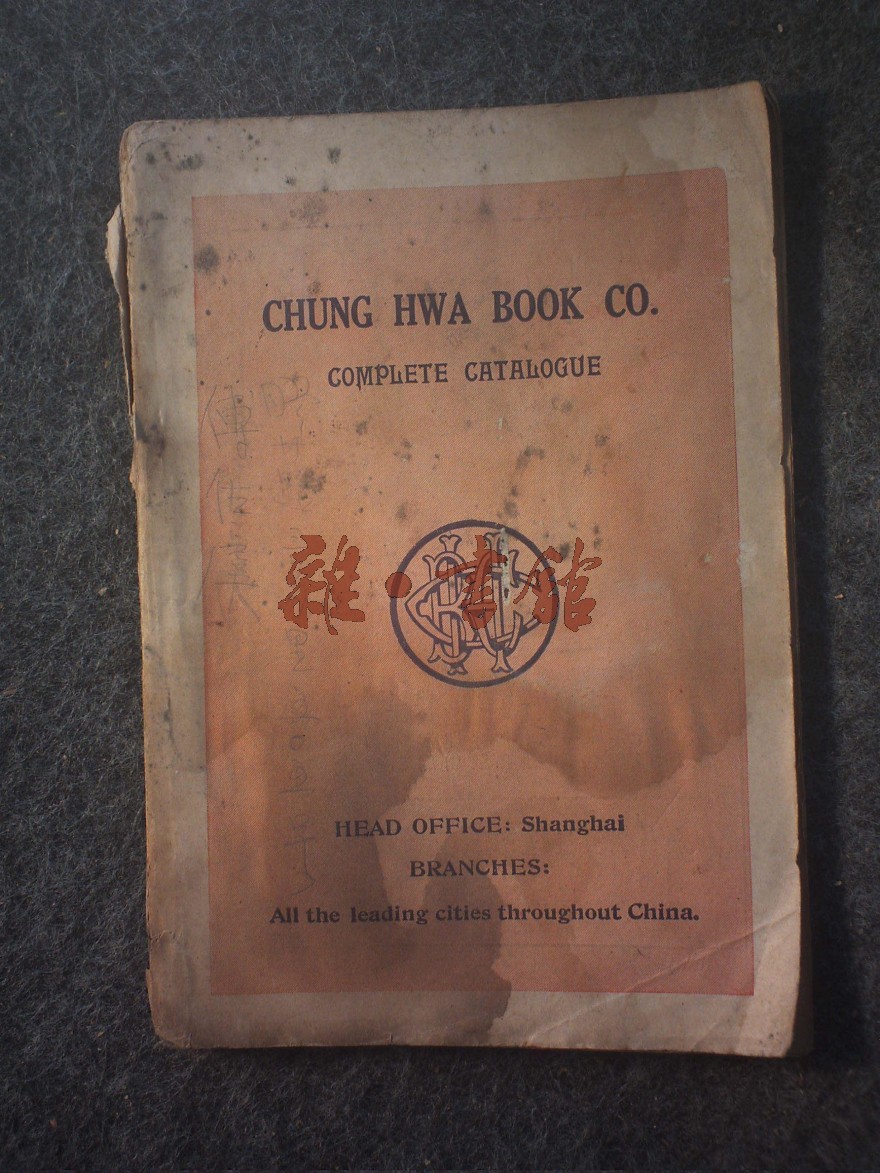 CHUNG HWA BOOK CO.
COMPLETE CATALOGUE
雜·書館
HEAD OFFICE: Shanghai
BRANCHES:
All the leading cities throughout China.